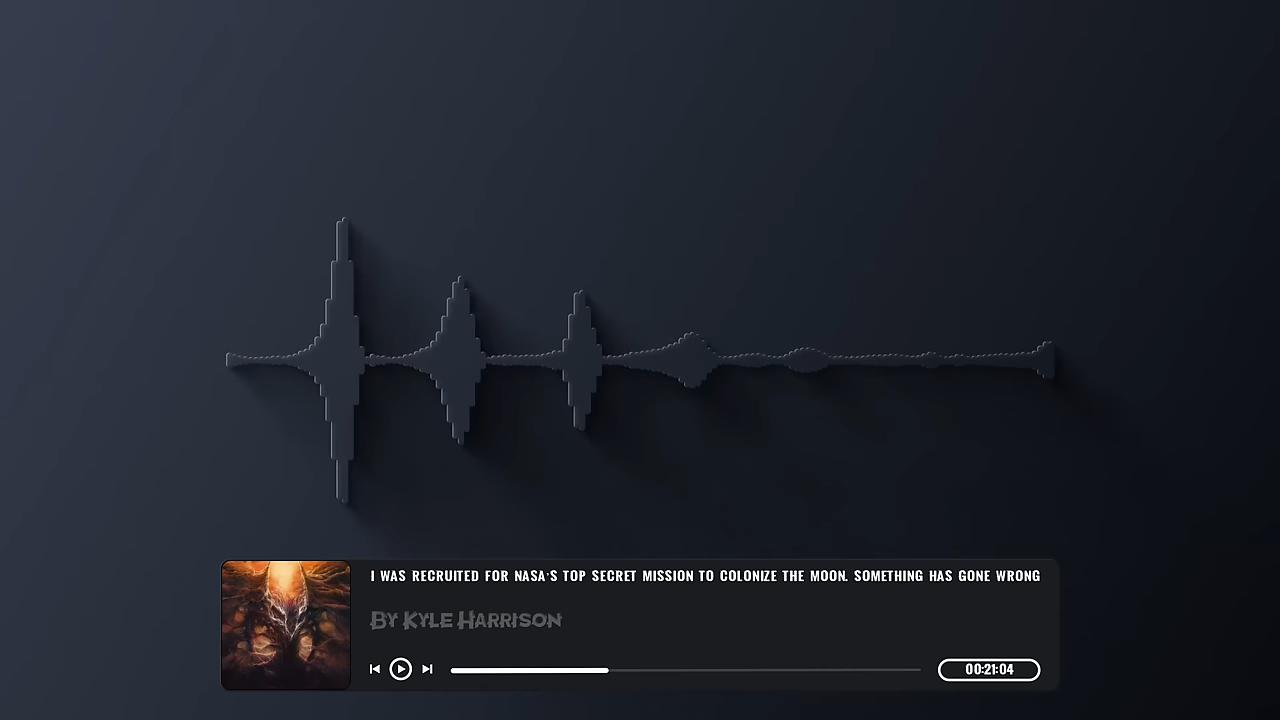 I WAS RECRUITED FOR NASA'S TOP SECRET MISSION TO COLONIZE THE MOON. SOMETHING HAS GONE WRONG
BY KYLE HARRISON
00:21:04